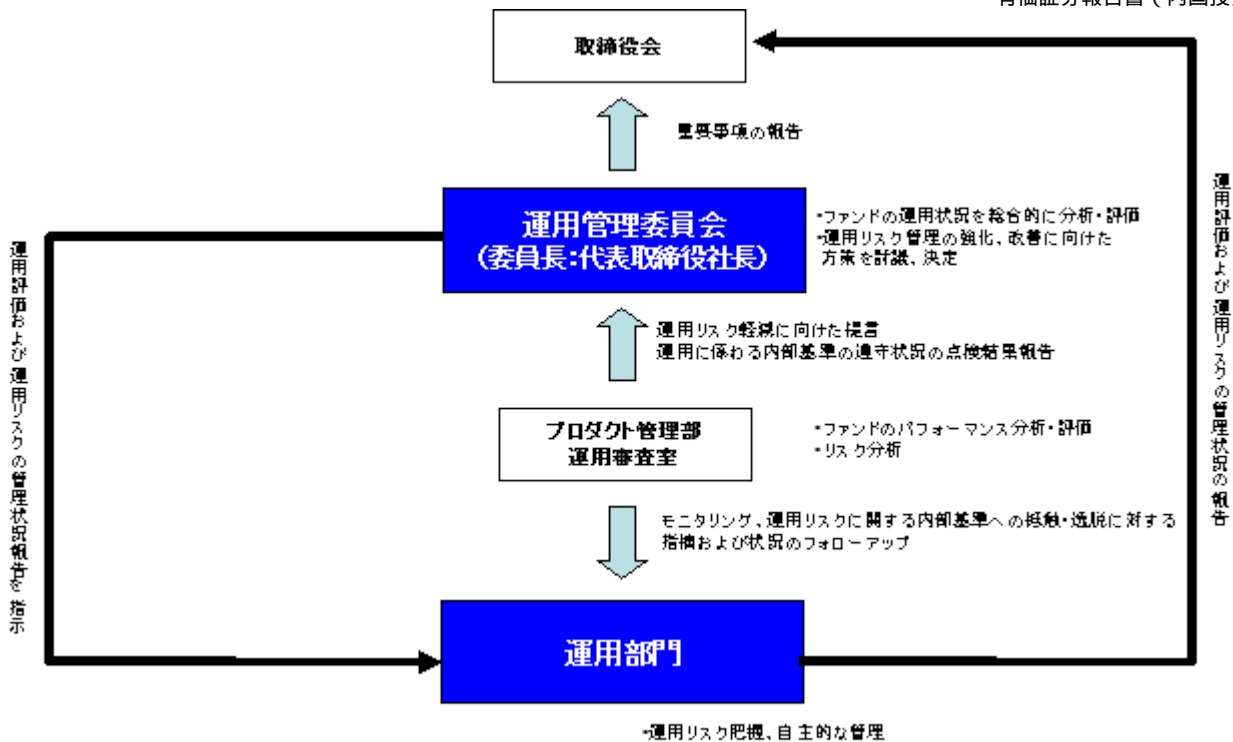 有価証券報告書(内国投
取締役会
重要事項の報告
運用管理委員会
(委員長:代表取締役社長)
・ファンドの運用状況を総合的に分析・評価
・運用リスク管理の強化、改善に向けた
方策を討議、決定
運用リスク軽減に向けた提言
運用に係わる内部基準の遵守状況の点検結果報告
プロダクト管理部
運用審査室
・ファンドのパフォーマンス分析・評価
・リスク分析
モニタリング、運用リスクに関する内部基準への抵触・逸脱に対する
指摘および状況のフォローアップ
運用部門
・運用リスク把握、自主的な管理
運用評価および運用リスクの管理状況報告を指示
運用評価および運用リスクの管理状況の報告